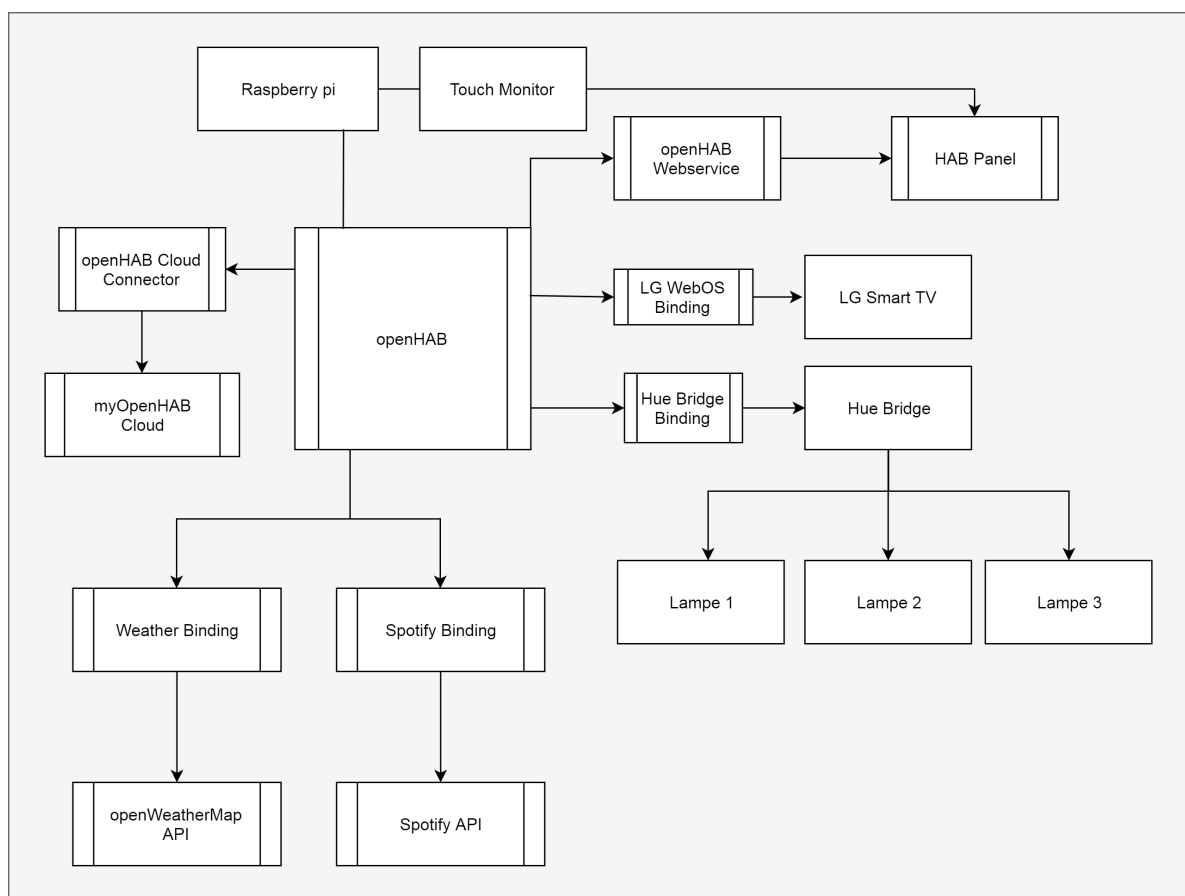 Raspberry pi
Touch Monitor
openHAB
Webservice
HAB Panel
openHAB Cloud
Connector
openHAB
LG WebOS
Binding
LG Smart TV
myOpenHAB
Cloud
Hue Bridge
Binding
Hue Bridge
Lampe 1
Lampe 2
Lampe 3
Weather Binding
Spotify Binding
openWeatherMap
API
Spotify API